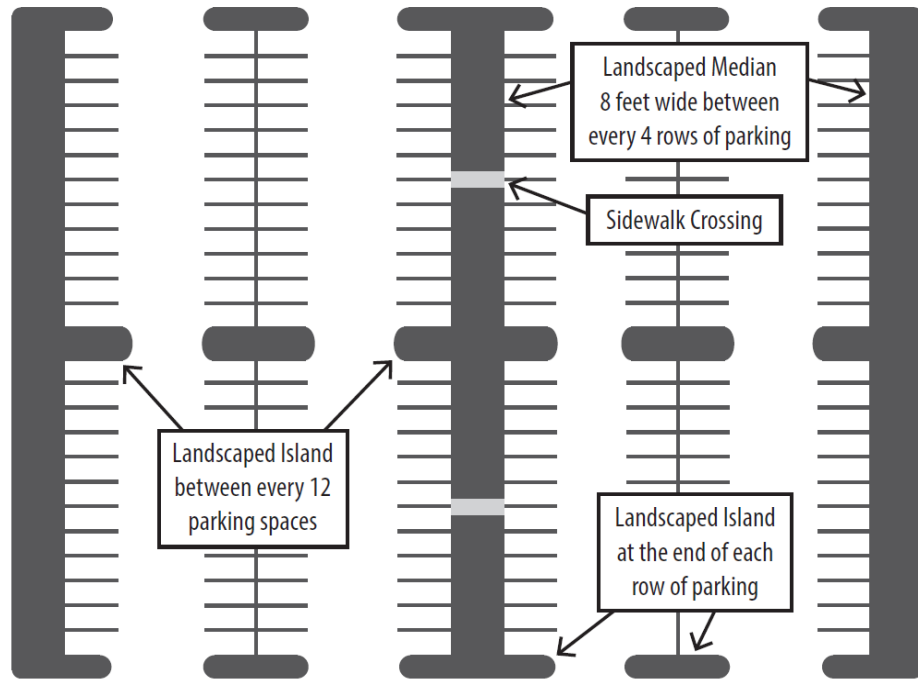 Landscaped Median
8 feet wide between
every 4 rows of parking
Sidewalk Crossing
Landscaped Island
between every 12
parking spaces
Landscaped Island
at the end of each
row of parking